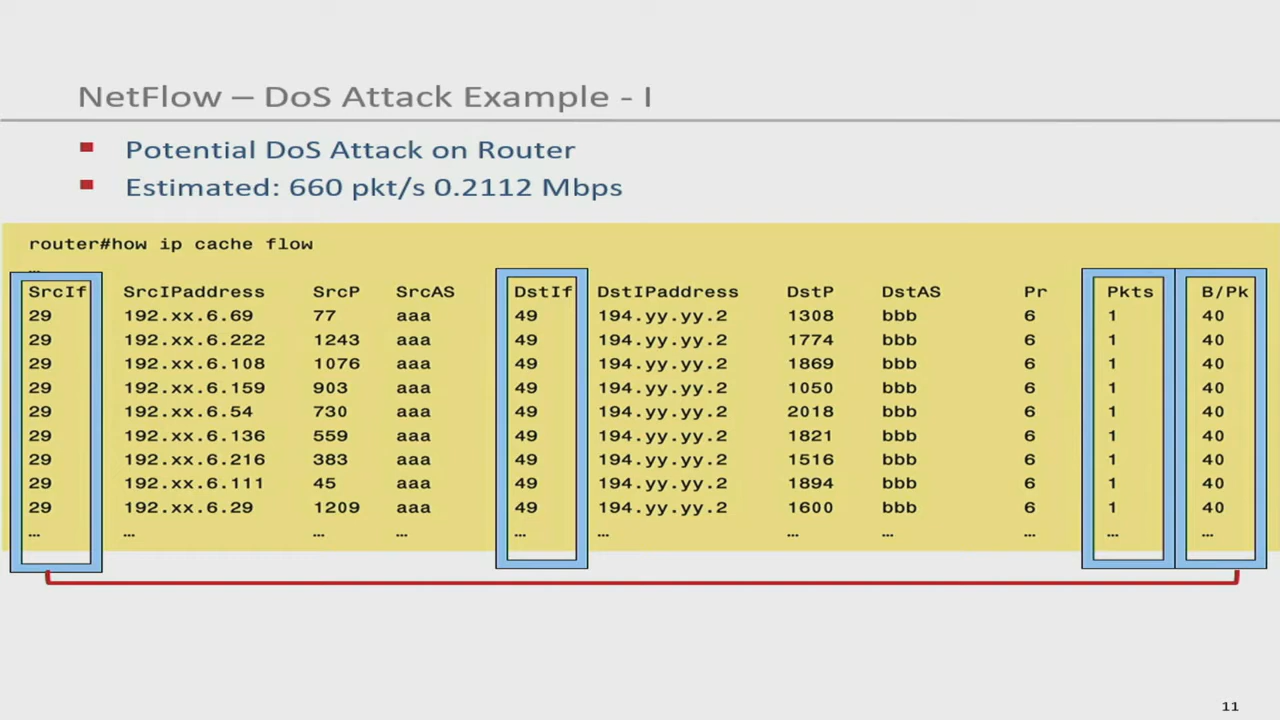 NetFlow – DoS Attack Example - I
Potential DoS Attack on Router
Estimated: 660 pkt/s 0.2112 Mbps
router#how ip cache flow
…
SrcIf SrcIPaddress SrcP SrcAS DstIf DstIPaddress DstP DstAS Pr Pkts B/Pk
29 192.xx.6.69 77 aaa 49 194.yy.yy.2 1308 bbb 6 1 40
29 192.xx.6.222 1243 aaa 49 194.yy.yy.2 1774 bbb 6 1 40
29 192.xx.6.108 1076 aaa 49 194.yy.yy.2 1869 bbb 6 1 40
29 192.xx.6.159 903 aaa 49 194.yy.yy.2 1050 bbb 6 1 40
29 192.xx.6.54 730 aaa 49 194.yy.yy.2 2018 bbb 6 1 40
29 192.xx.6.136 559 aaa 49 194.yy.yy.2 1821 bbb 6 1 40
29 192.xx.6.216 383 aaa 49 194.yy.yy.2 1516 bbb 6 1 40
29 192.xx.6.111 45 aaa 49 194.yy.yy.2 1894 bbb 6 1 40
29 192.xx.6.29 1209 aaa 49 194.yy.yy.2 1600 bbb 6 1 40
… … … … … … … … … … …
11